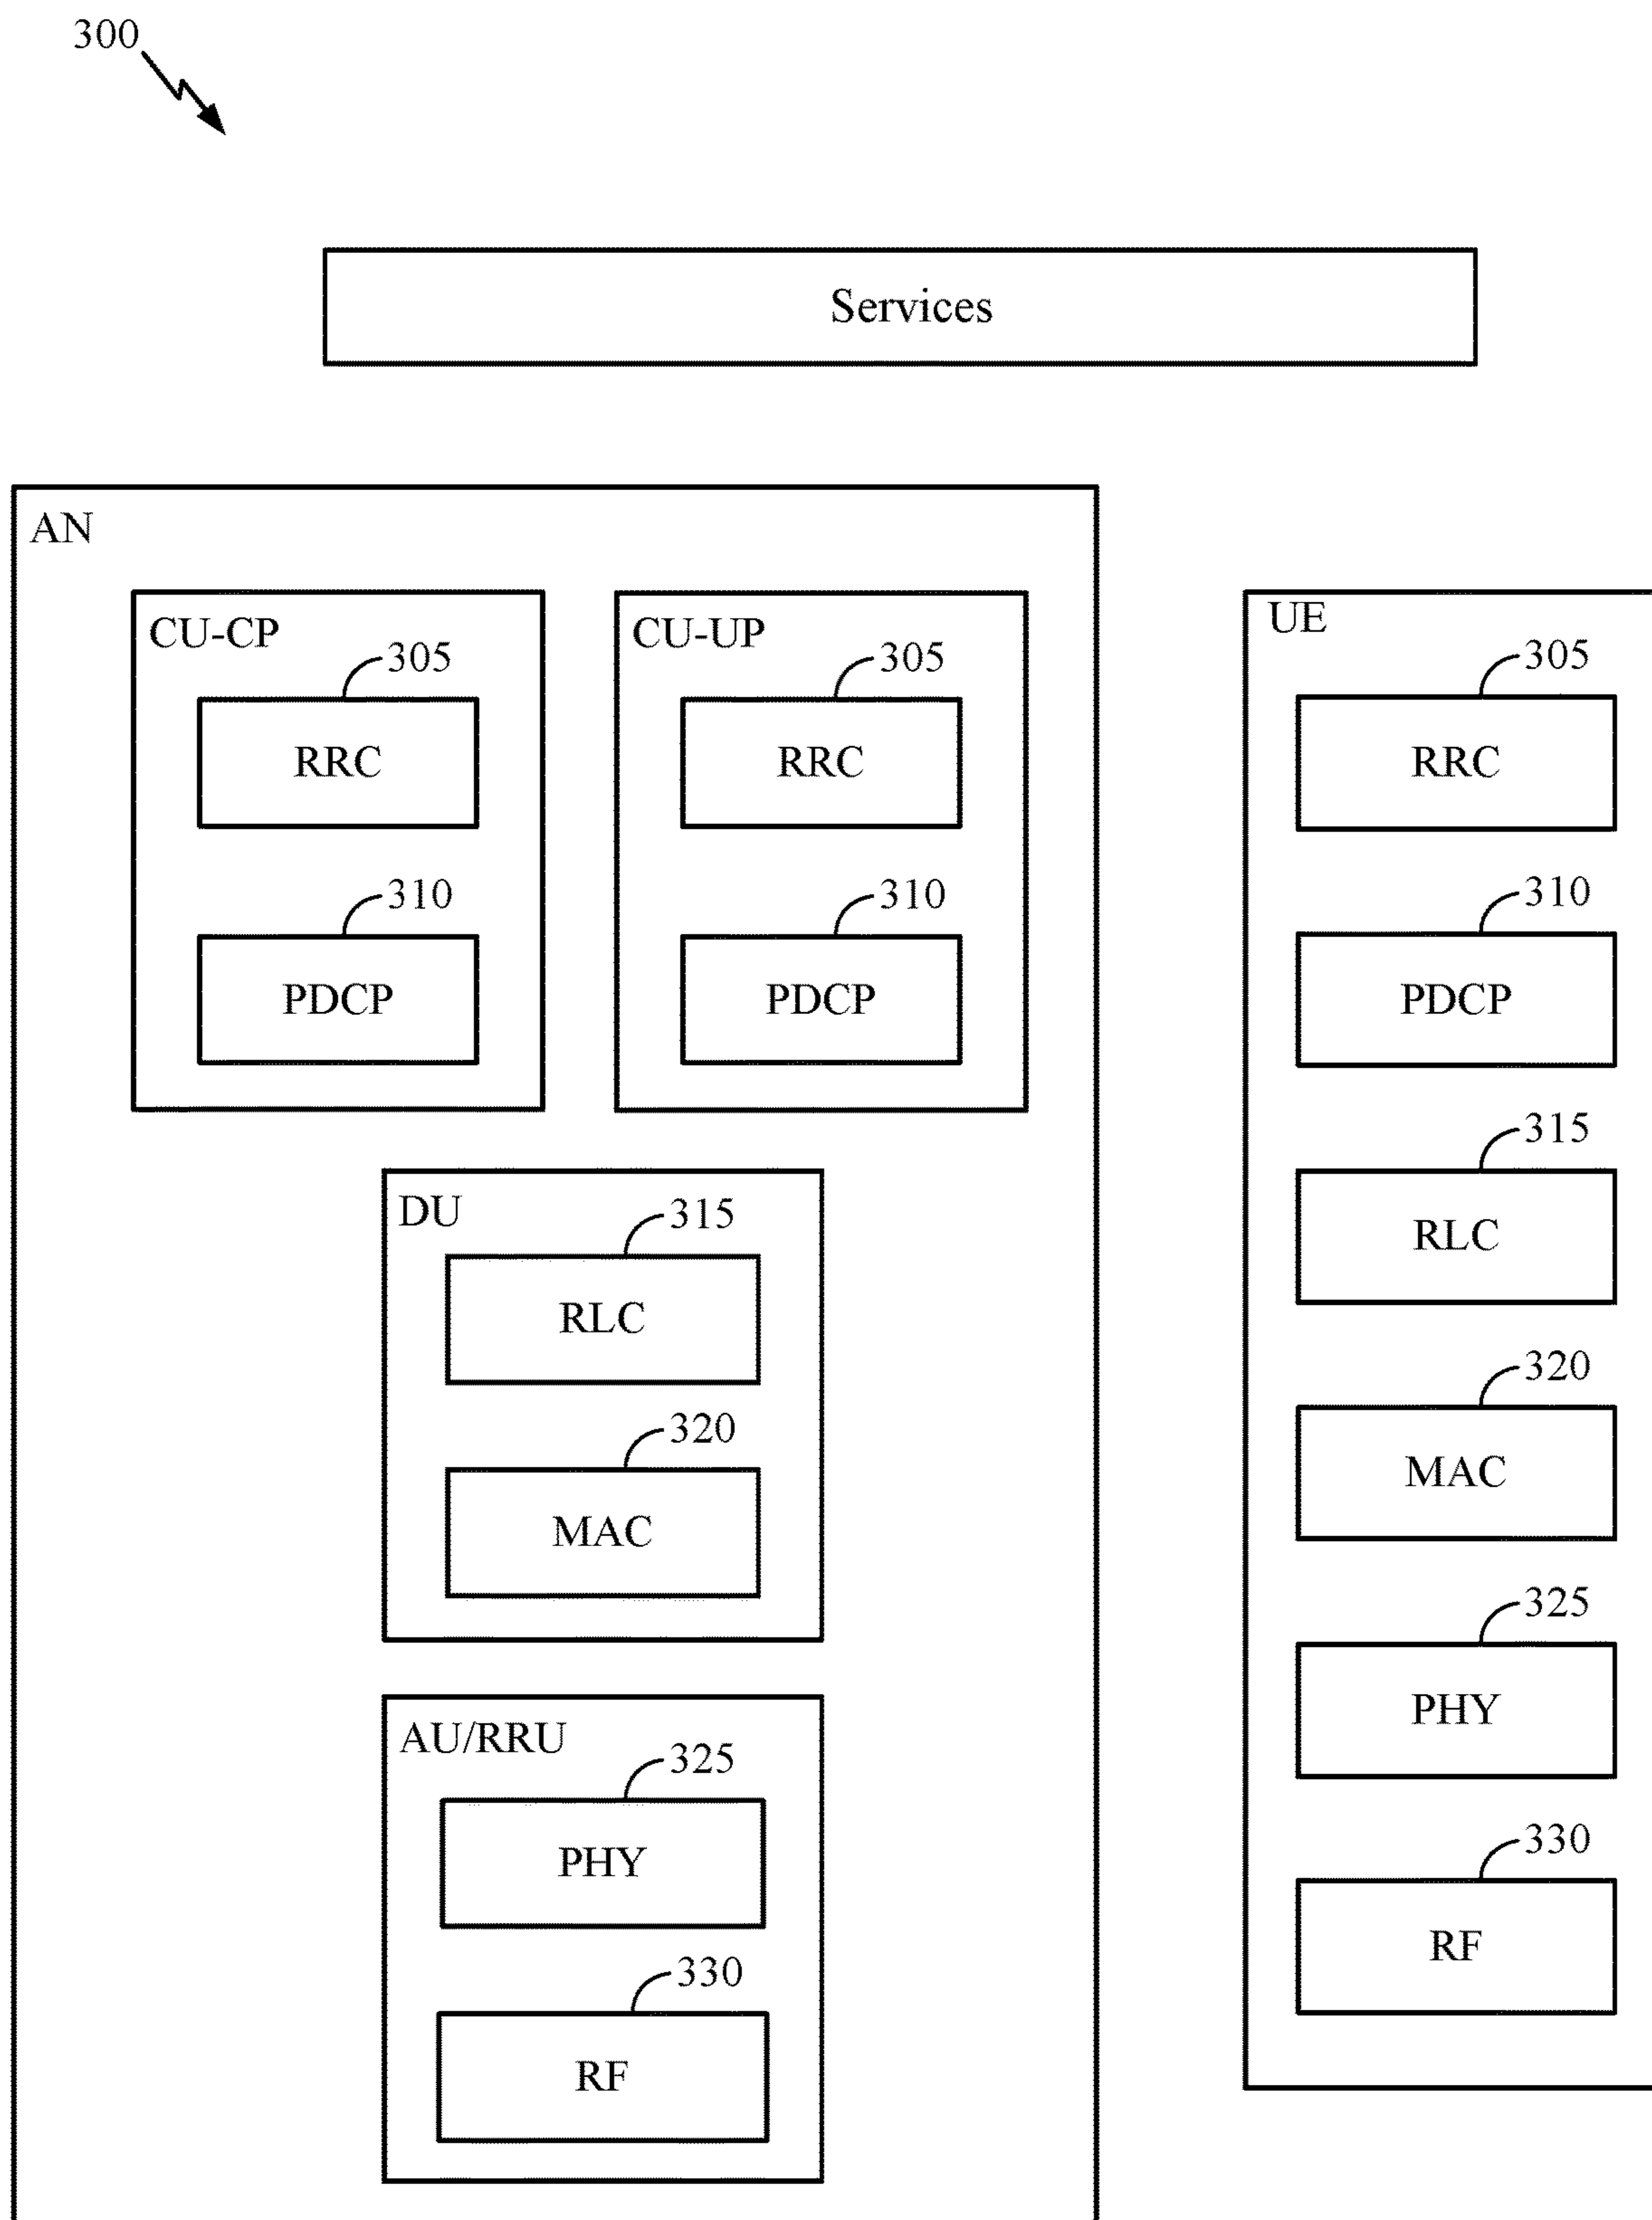 300
Services
AN
CU-CP
305
RRC
310
PDCP
CU-UP
305
RRC
310
PDCP
DU
315
RLC
320
MAC
AU/RRU
325
PHY
330
RF
UE
305
RRC
310
PDCP
315
RLC
320
MAC
325
PHY
330
RF